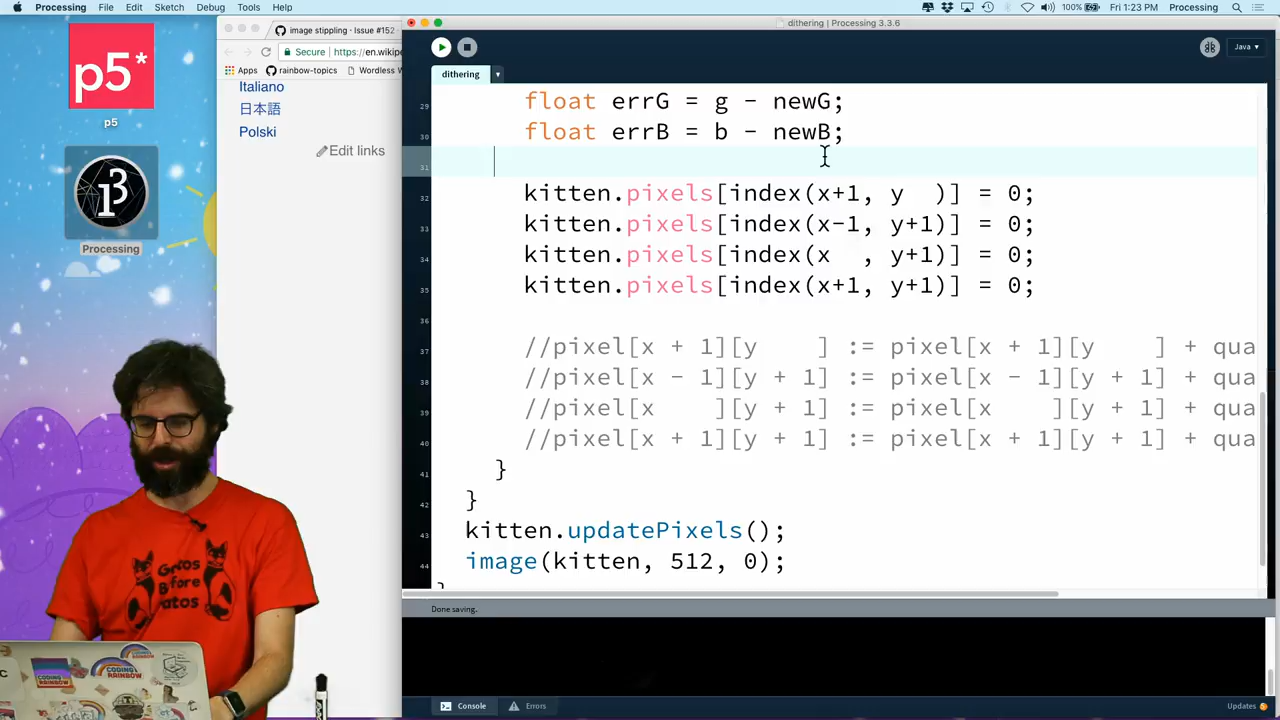 Processing File Edit Sketch Debug Tools Help
100% Fri 1:23 PM Processing
image stippling · Issue #152
dithering | Processing 3.3.6
Secure https://en.wikipe
Apps rainbow-topics Wordless W
Java
dithering
p5*
p5
Processing
Italiano
日本語
Polski
Edit links
29 float errG = g - newG;
30 float errB = b - newB;
31
32 kitten.pixels[index(x+1, y )] = 0;
33 kitten.pixels[index(x-1, y+1)] = 0;
34 kitten.pixels[index(x , y+1)] = 0;
35 kitten.pixels[index(x+1, y+1)] = 0;
37 //pixel[x + 1][y ] := pixel[x + 1][y ] + qua
38 //pixel[x - 1][y + 1] := pixel[x - 1][y + 1] + qua
39 //pixel[x ][y + 1] := pixel[x ][y + 1] + qua
40 //pixel[x + 1][y + 1] := pixel[x + 1][y + 1] + qua
41 }
42 }
43 kitten.updatePixels();
44 image(kitten, 512, 0);
Done saving.
Console Errors
Updates